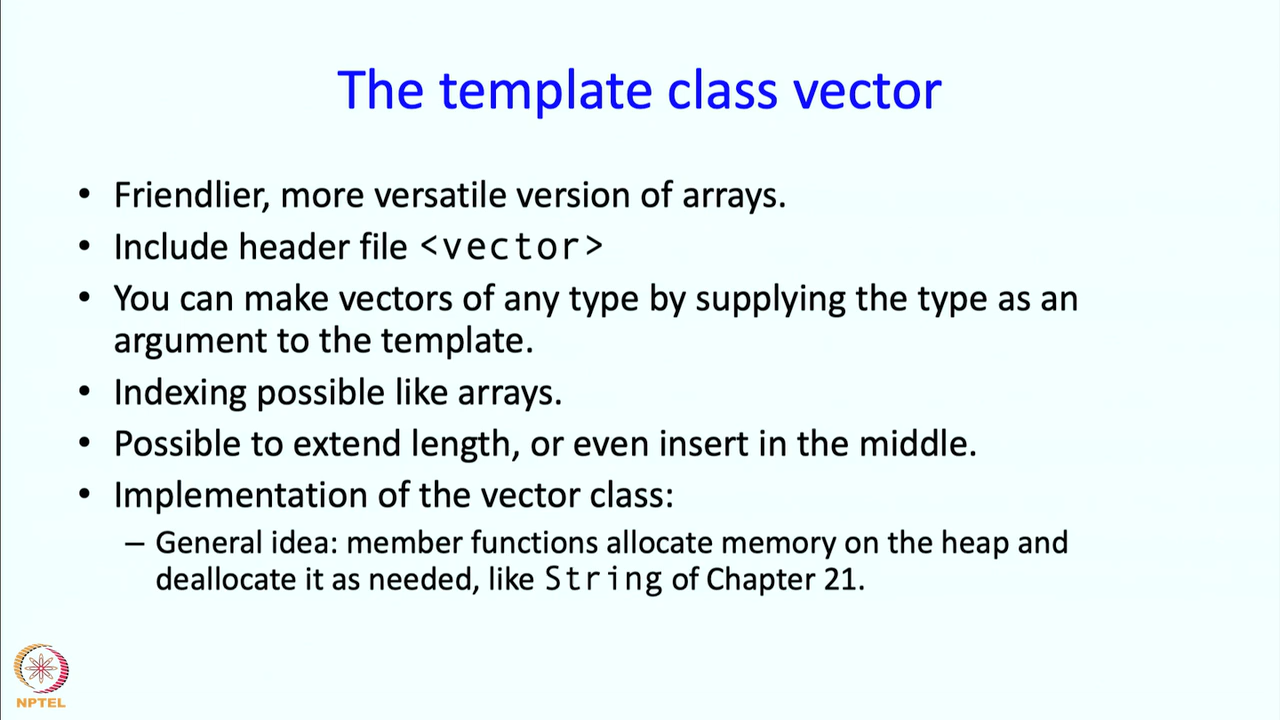 The template class vector
• Friendlier, more versatile version of arrays.
• Include header file <vector>
• You can make vectors of any type by supplying the type as an
argument to the template.
• Indexing possible like arrays.
• Possible to extend length, or even insert in the middle.
• Implementation of the vector class:
– General idea: member functions allocate memory on the heap and
deallocate it as needed, like String of Chapter 21.
NPTEL